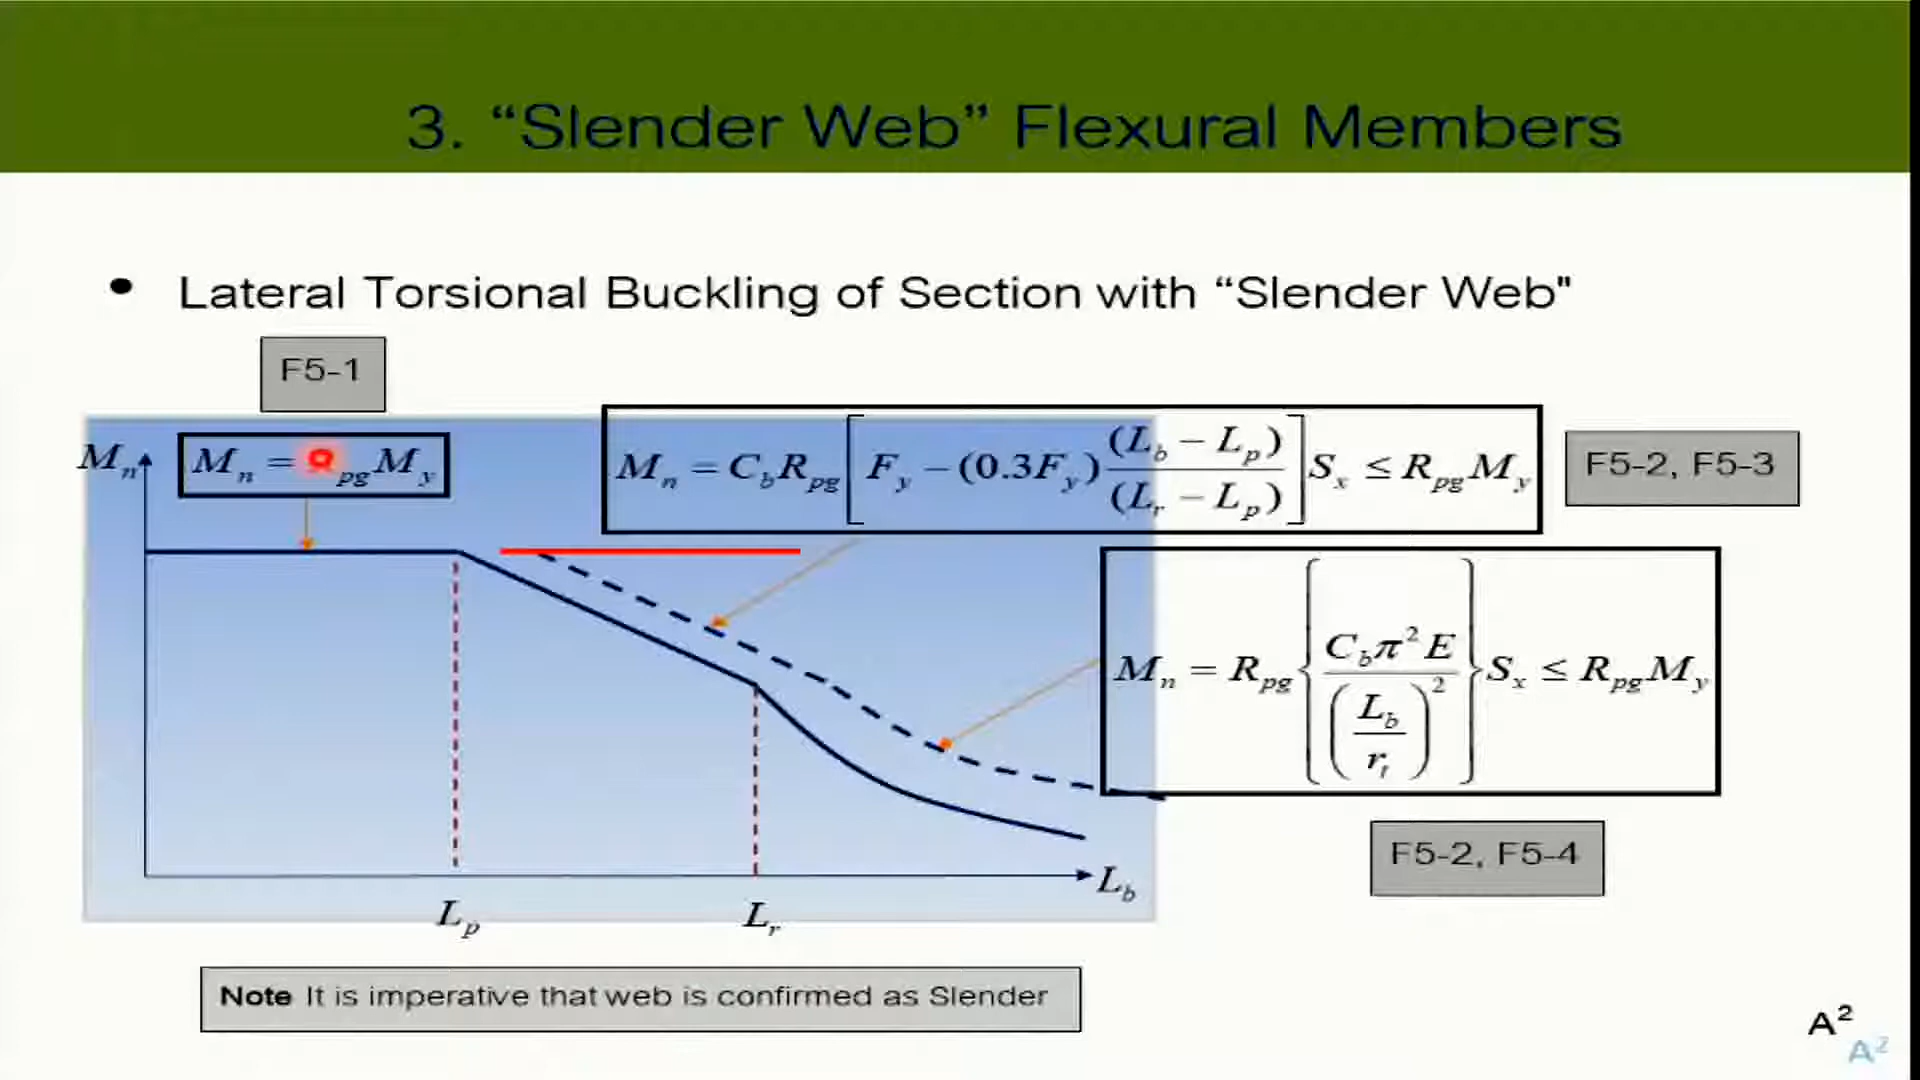 3. “Slender Web” Flexural Members
• Lateral Torsional Buckling of Section with “Slender Web"
F5-1
M_n
M_n = R_pg M_y
M_n = C_b R_pg [F_y − (0.3F_y) (L_b − L_p) / (L_r − L_p)] S_x ≤ R_pg M_y
F5-2, F5-3
M_n = R_pg {C_b π² E / (L_b / r_t)²} S_x ≤ R_pg M_y
F5-2, F5-4
L_b
L_p
L_r
Note It is imperative that web is confirmed as Slender
A²
A²